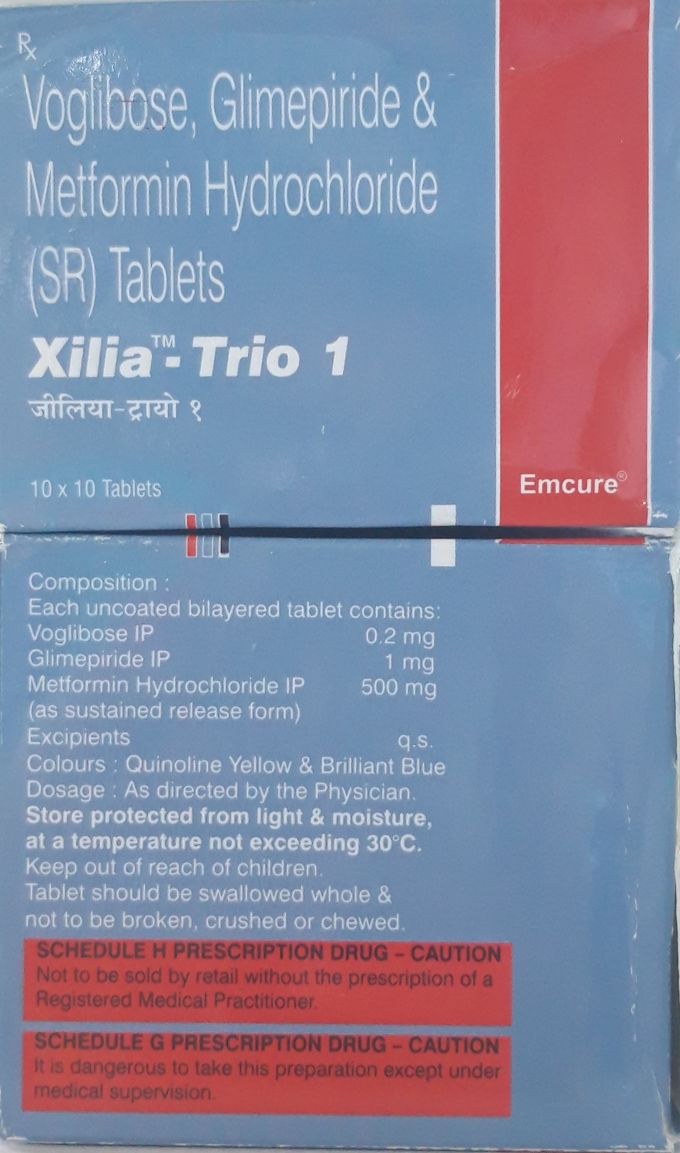 Rx
Voglibose, Glimepiride &
Metformin Hydrochloride
(SR) Tablets
Xilia™- Trio 1
जीलिया-ट्रायो १
10 x 10 Tablets
Emcure®
Composition :
Each uncoated bilayered tablet contains:
Voglibose IP 0.2 mg
Glimepiride IP 1 mg
Metformin Hydrochloride IP 500 mg
(as sustained release form)
Excipients q.s.
Colours : Quinoline Yellow & Brilliant Blue
Dosage : As directed by the Physician.
Store protected from light & moisture,
at a temperature not exceeding 30°C.
Keep out of reach of children.
Tablet should be swallowed whole &
not to be broken, crushed or chewed.
SCHEDULE H PRESCRIPTION DRUG – CAUTION
Not to be sold by retail without the prescription of a
Registered Medical Practitioner.
SCHEDULE G PRESCRIPTION DRUG – CAUTION
It is dangerous to take this preparation except under
medical supervision.